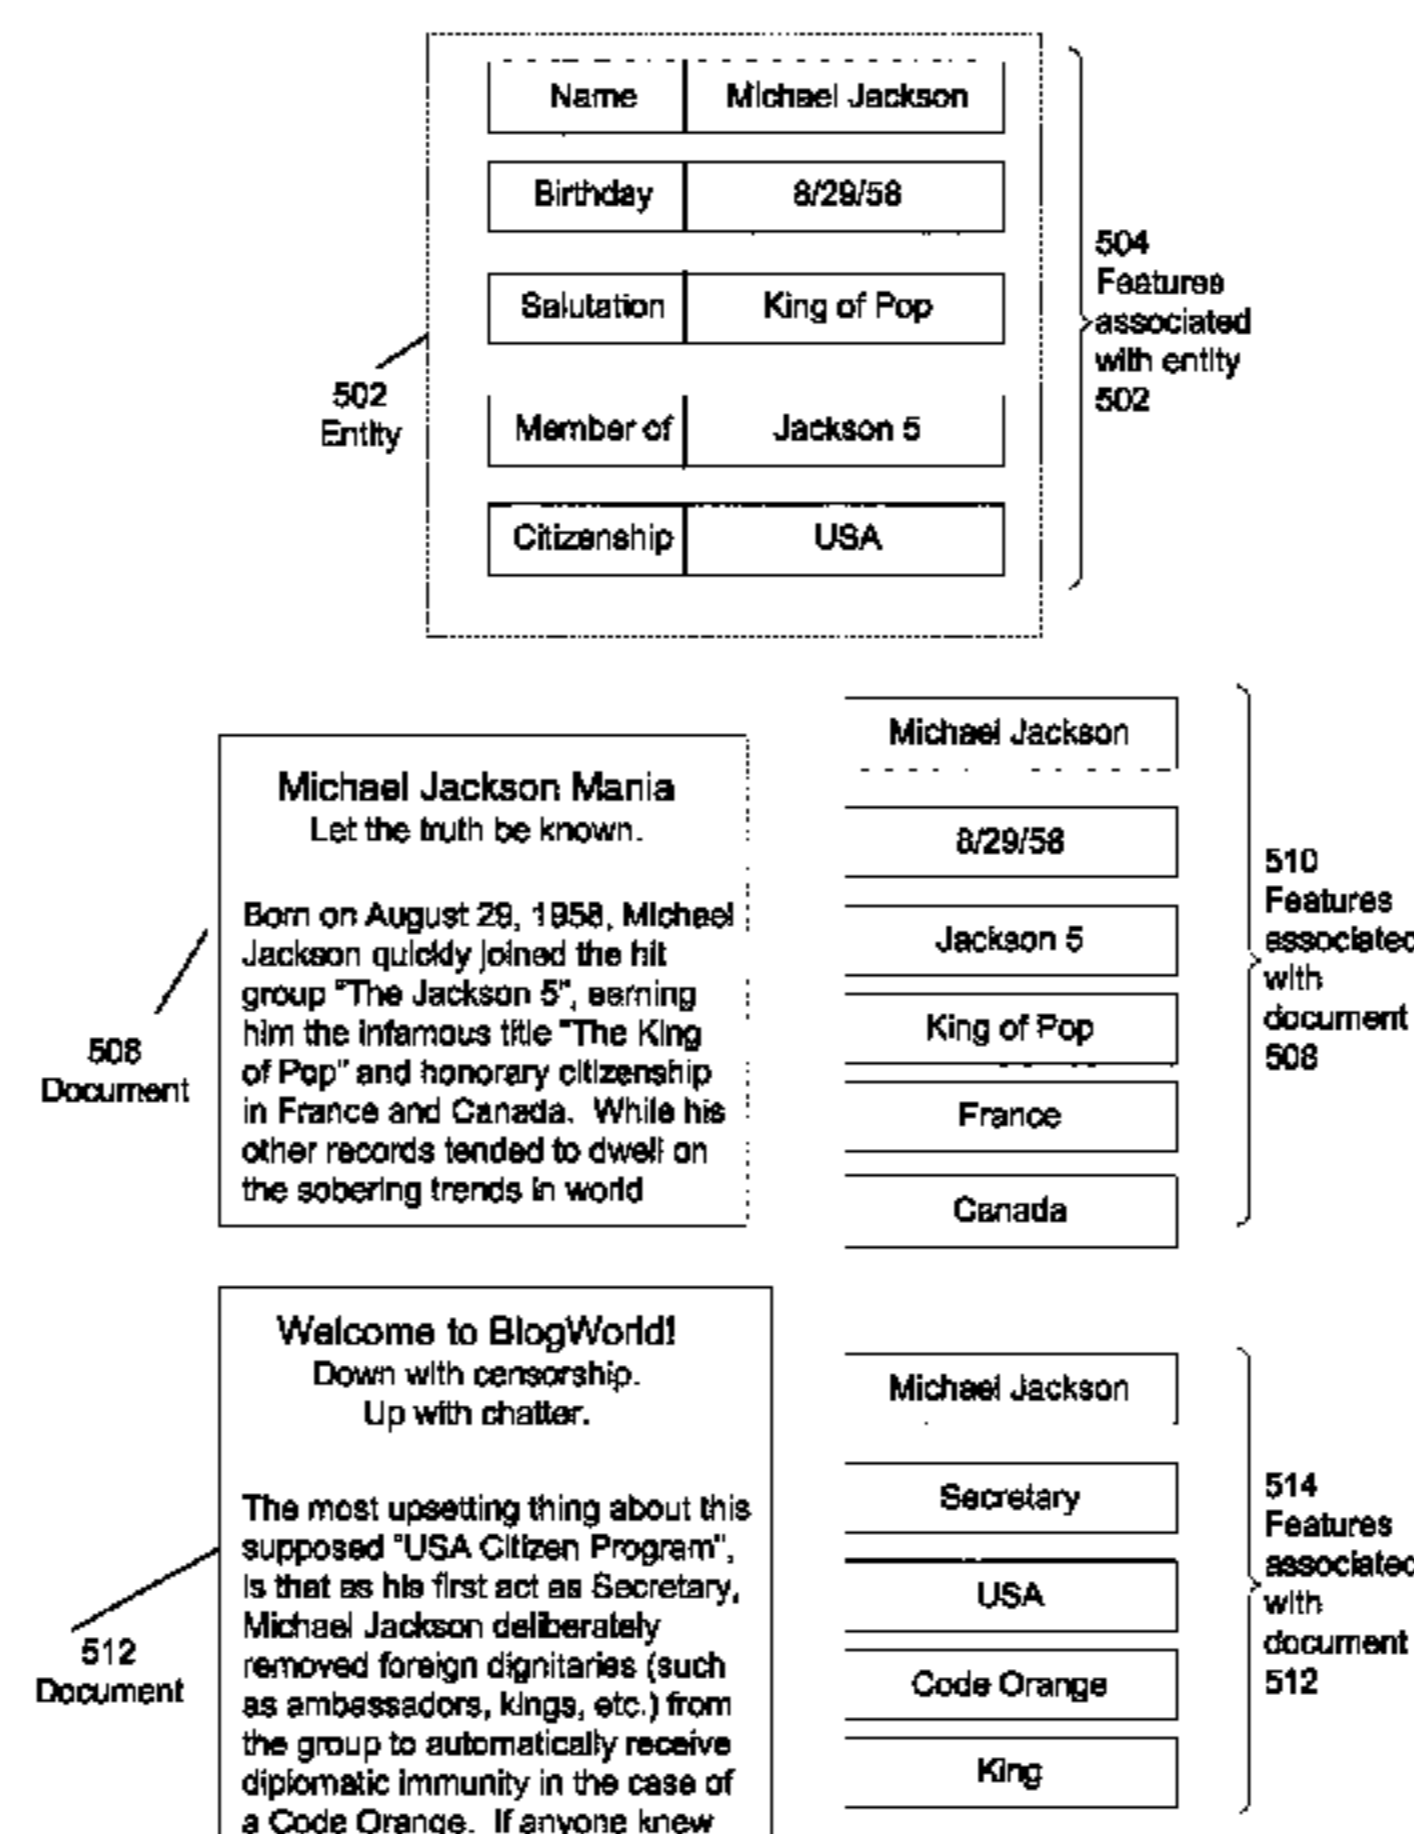 Name Michael Jackson
Birthday 8/29/58
Salutation King of Pop
Member of Jackson 5
Citizenship USA
502
Entity
504
Features
associated
with entity
502
Michael Jackson Mania
Let the truth be known.
Born on August 29, 1958, Michael
Jackson quickly joined the hit
group "The Jackson 5", earning
him the infamous title "The King
of Pop" and honorary citizenship
in France and Canada. While his
other records tended to dwell on
the sobering trends in world
508
Document
Michael Jackson
8/29/58
Jackson 5
King of Pop
France
Canada
510
Features
associated
with
document
508
Welcome to BlogWorld!
Down with censorship.
Up with chatter.
The most upsetting thing about this
supposed "USA Citizen Program",
is that as his first act as Secretary,
Michael Jackson deliberately
removed foreign dignitaries (such
as ambassadors, kings, etc.) from
the group to automatically receive
diplomatic immunity in the case of
a Code Orange. If anyone knew
512
Document
Michael Jackson
Secretary
USA
Code Orange
King
514
Features
associated
with
document
512